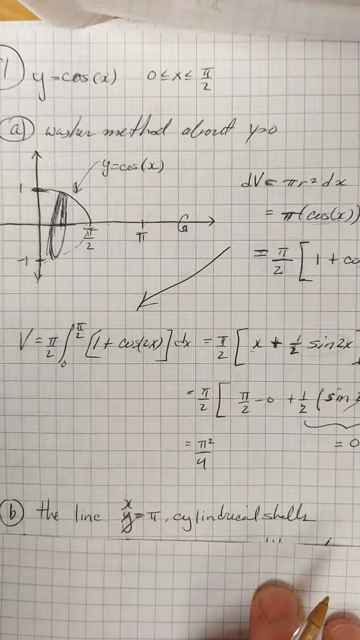 1) y = cos(x) 0 ≤ x ≤ π/2
a) washer method about y=0
y = cos(x)
1
-1
π/2
π
dV = πr² dx
= π(cos(x))
= π/2 [1 + co
V = π/2 ∫₀^(π/2) [1 + cos(2x)] dx = π/2 [x + 1/2 sin 2x]
= π/2 [π/2 - 0 + 1/2 (sin
= 0
= π²/4
b) the line x = π, cylindrical shells